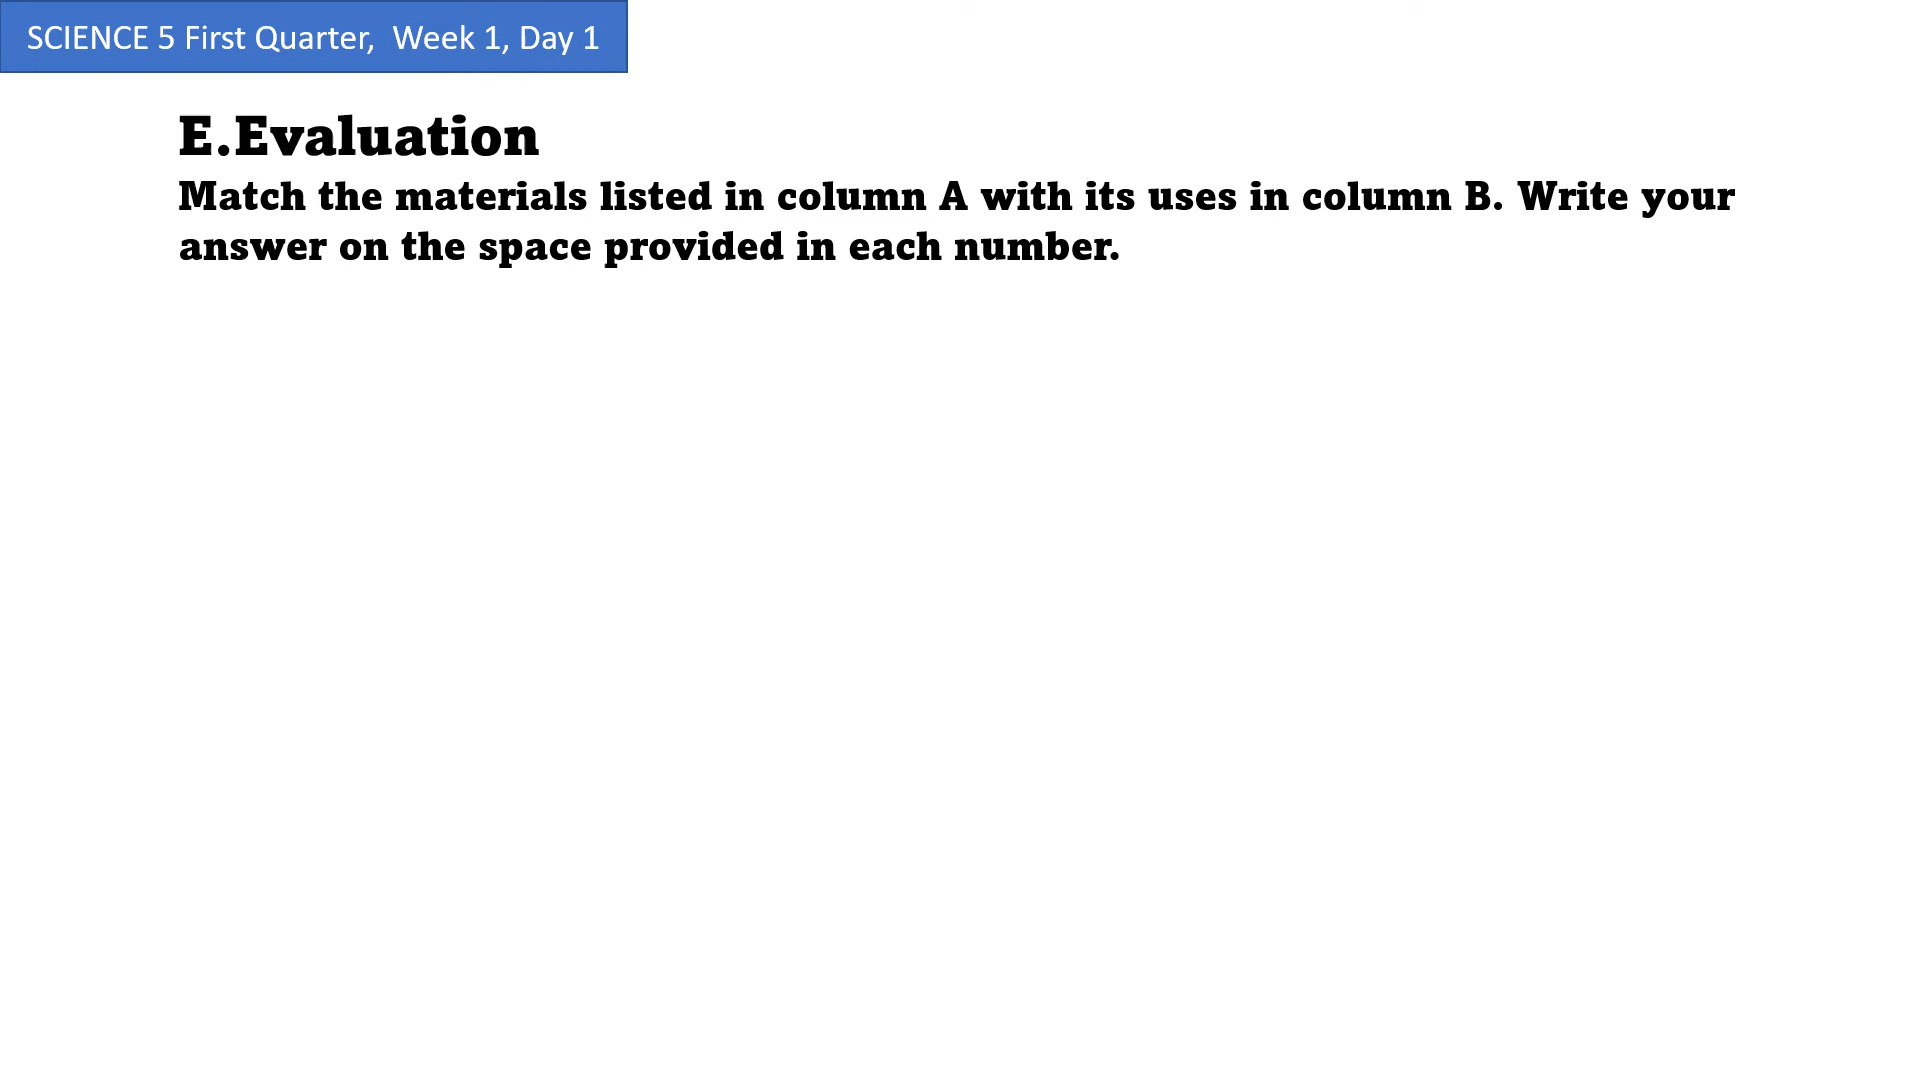 SCIENCE 5 First Quarter,  Week 1, Day 1
E.Evaluation
Match the materials listed in column A with its uses in column B. Write your
answer on the space provided in each number.